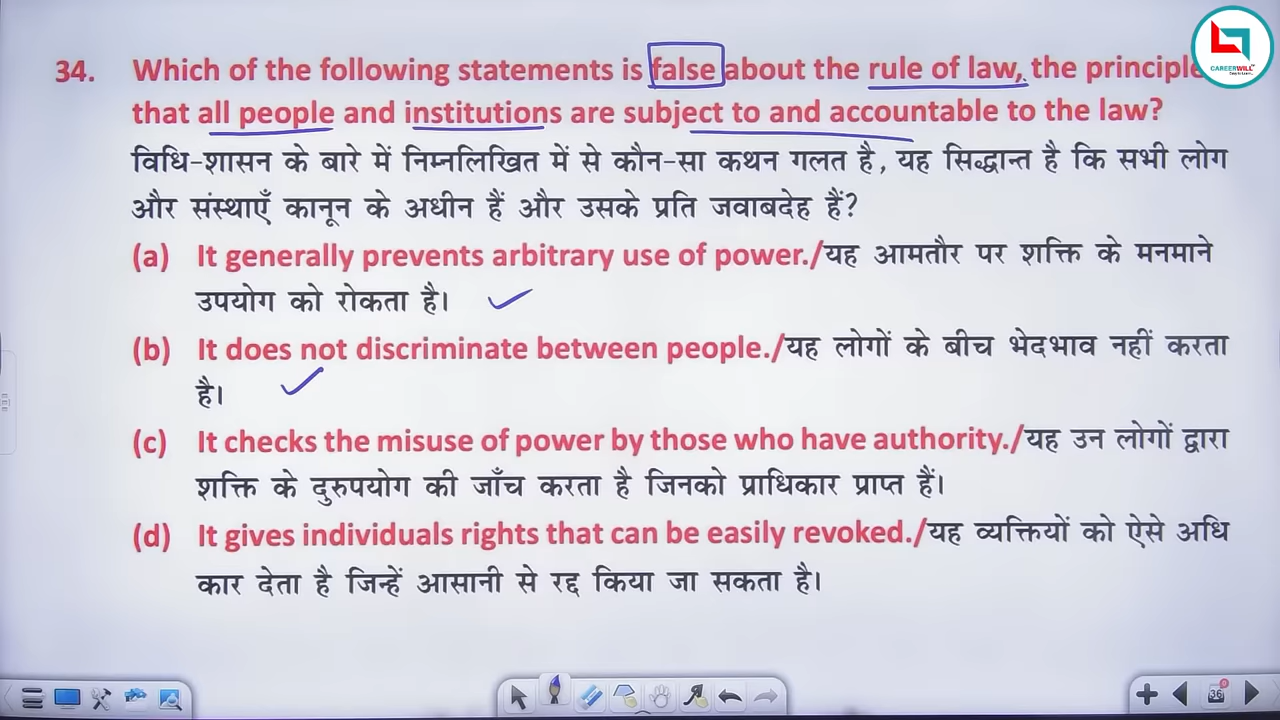 34. Which of the following statements is false about the rule of law, the principle
that all people and institutions are subject to and accountable to the law?
विधि-शासन के बारे में निम्नलिखित में से कौन-सा कथन गलत है, यह सिद्धान्त है कि सभी लोग
और संस्थाएँ कानून के अधीन हैं और उसके प्रति जवाबदेह हैं?
(a) It generally prevents arbitrary use of power./यह आमतौर पर शक्ति के मनमाने
उपयोग को रोकता है।
(b) It does not discriminate between people./यह लोगों के बीच भेदभाव नहीं करता
है।
(c) It checks the misuse of power by those who have authority./यह उन लोगों द्वारा
शक्ति के दुरुपयोग की जाँच करता है जिनको प्राधिकार प्राप्त हैं।
(d) It gives individuals rights that can be easily revoked./यह व्यक्तियों को ऐसे अधि
कार देता है जिन्हें आसानी से रद्द किया जा सकता है।
CAREERWILL
36